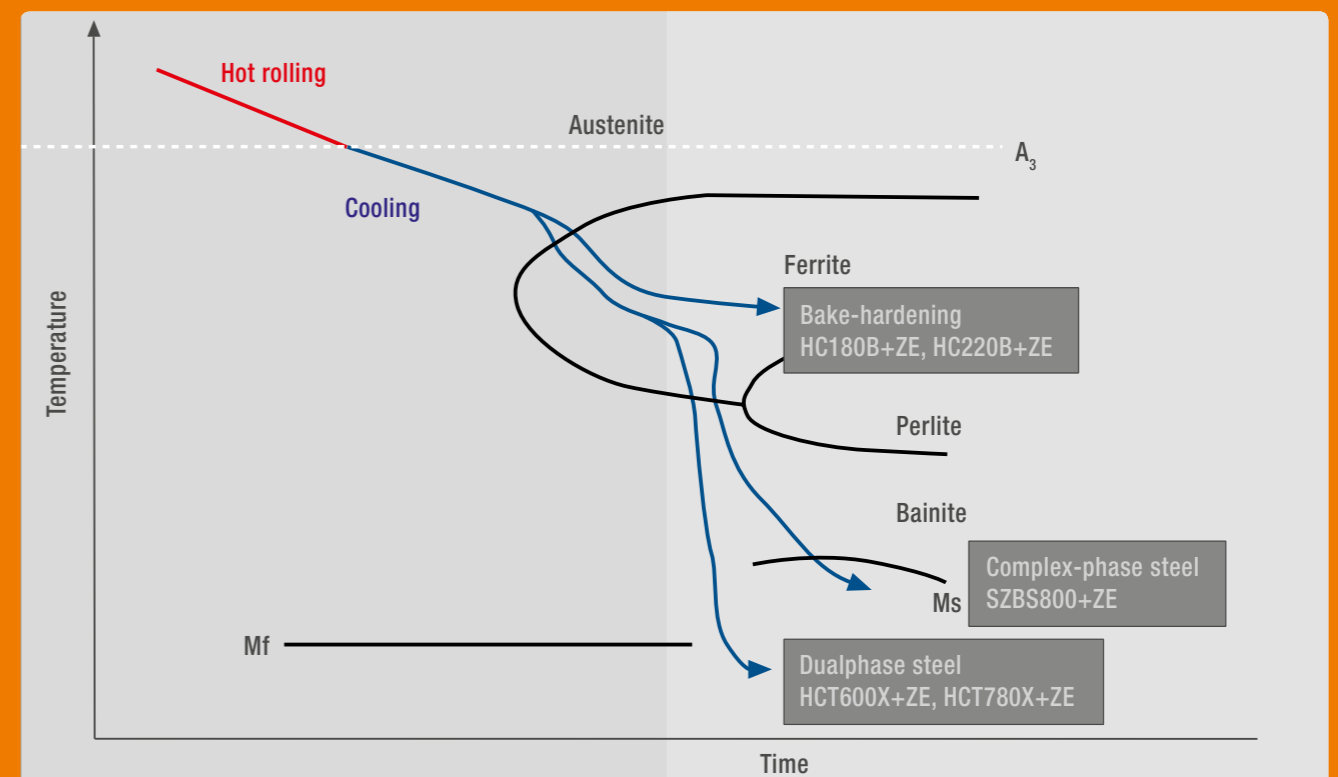 Hot rolling
Austenite
A₃
Cooling
Ferrite
Bake-hardening
HC180B+ZE, HC220B+ZE
Temperature
Perlite
Bainite
Complex-phase steel
SZBS800+ZE
Ms
Mf
Dualphase steel
HCT600X+ZE, HCT780X+ZE
Time